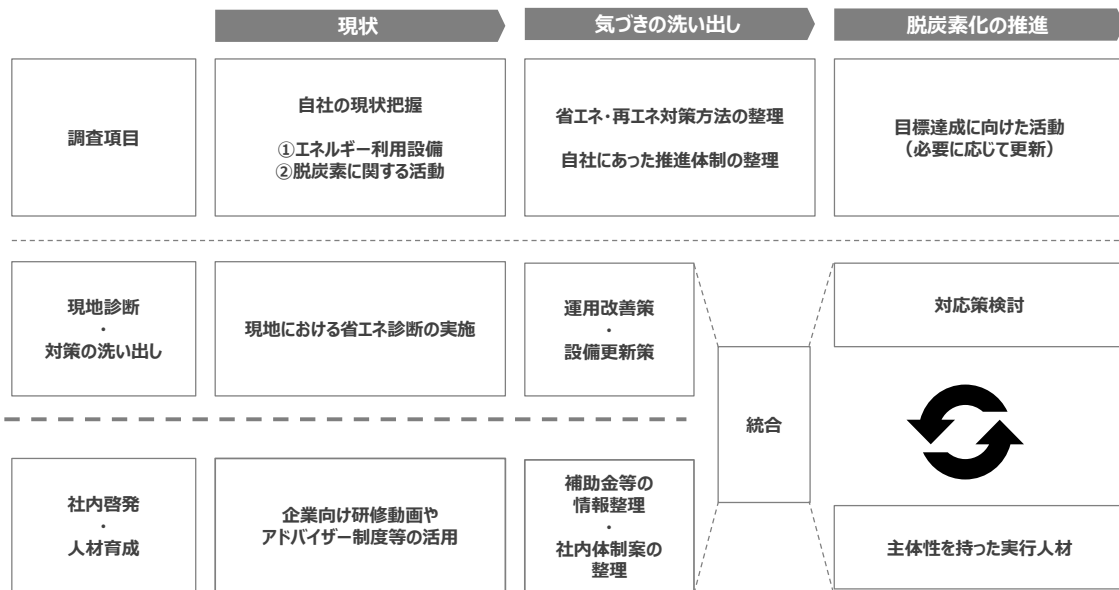 現状
気づきの洗い出し
脱炭素化の推進
調査項目
自社の現状把握
①エネルギー利用設備
②脱炭素に関する活動
省エネ・再エネ対策方法の整理
自社にあった推進体制の整理
目標達成に向けた活動
（必要に応じて更新）
現地診断
・
対策の洗い出し
現地における省エネ診断の実施
運用改善策
・
設備更新策
対応策検討
統合
社内啓発
・
人材育成
企業向け研修動画や
アドバイザー制度等の活用
補助金等の
情報整理
・
社内体制案の
整理
主体性を持った実行人材